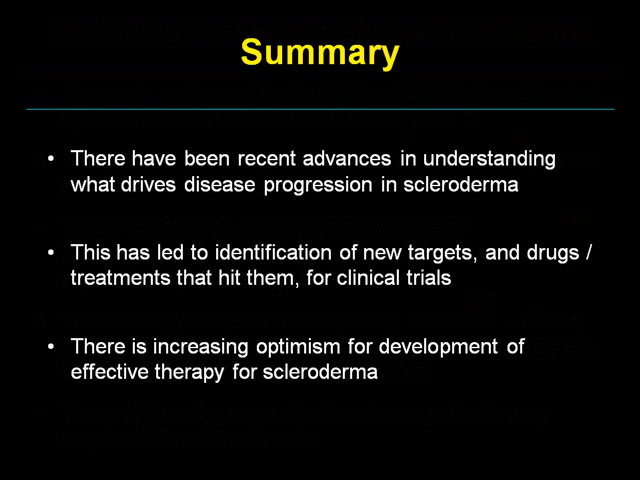 Summary
• There have been recent advances in understanding
what drives disease progression in scleroderma
• This has led to identification of new targets, and drugs /
treatments that hit them, for clinical trials
• There is increasing optimism for development of
effective therapy for scleroderma